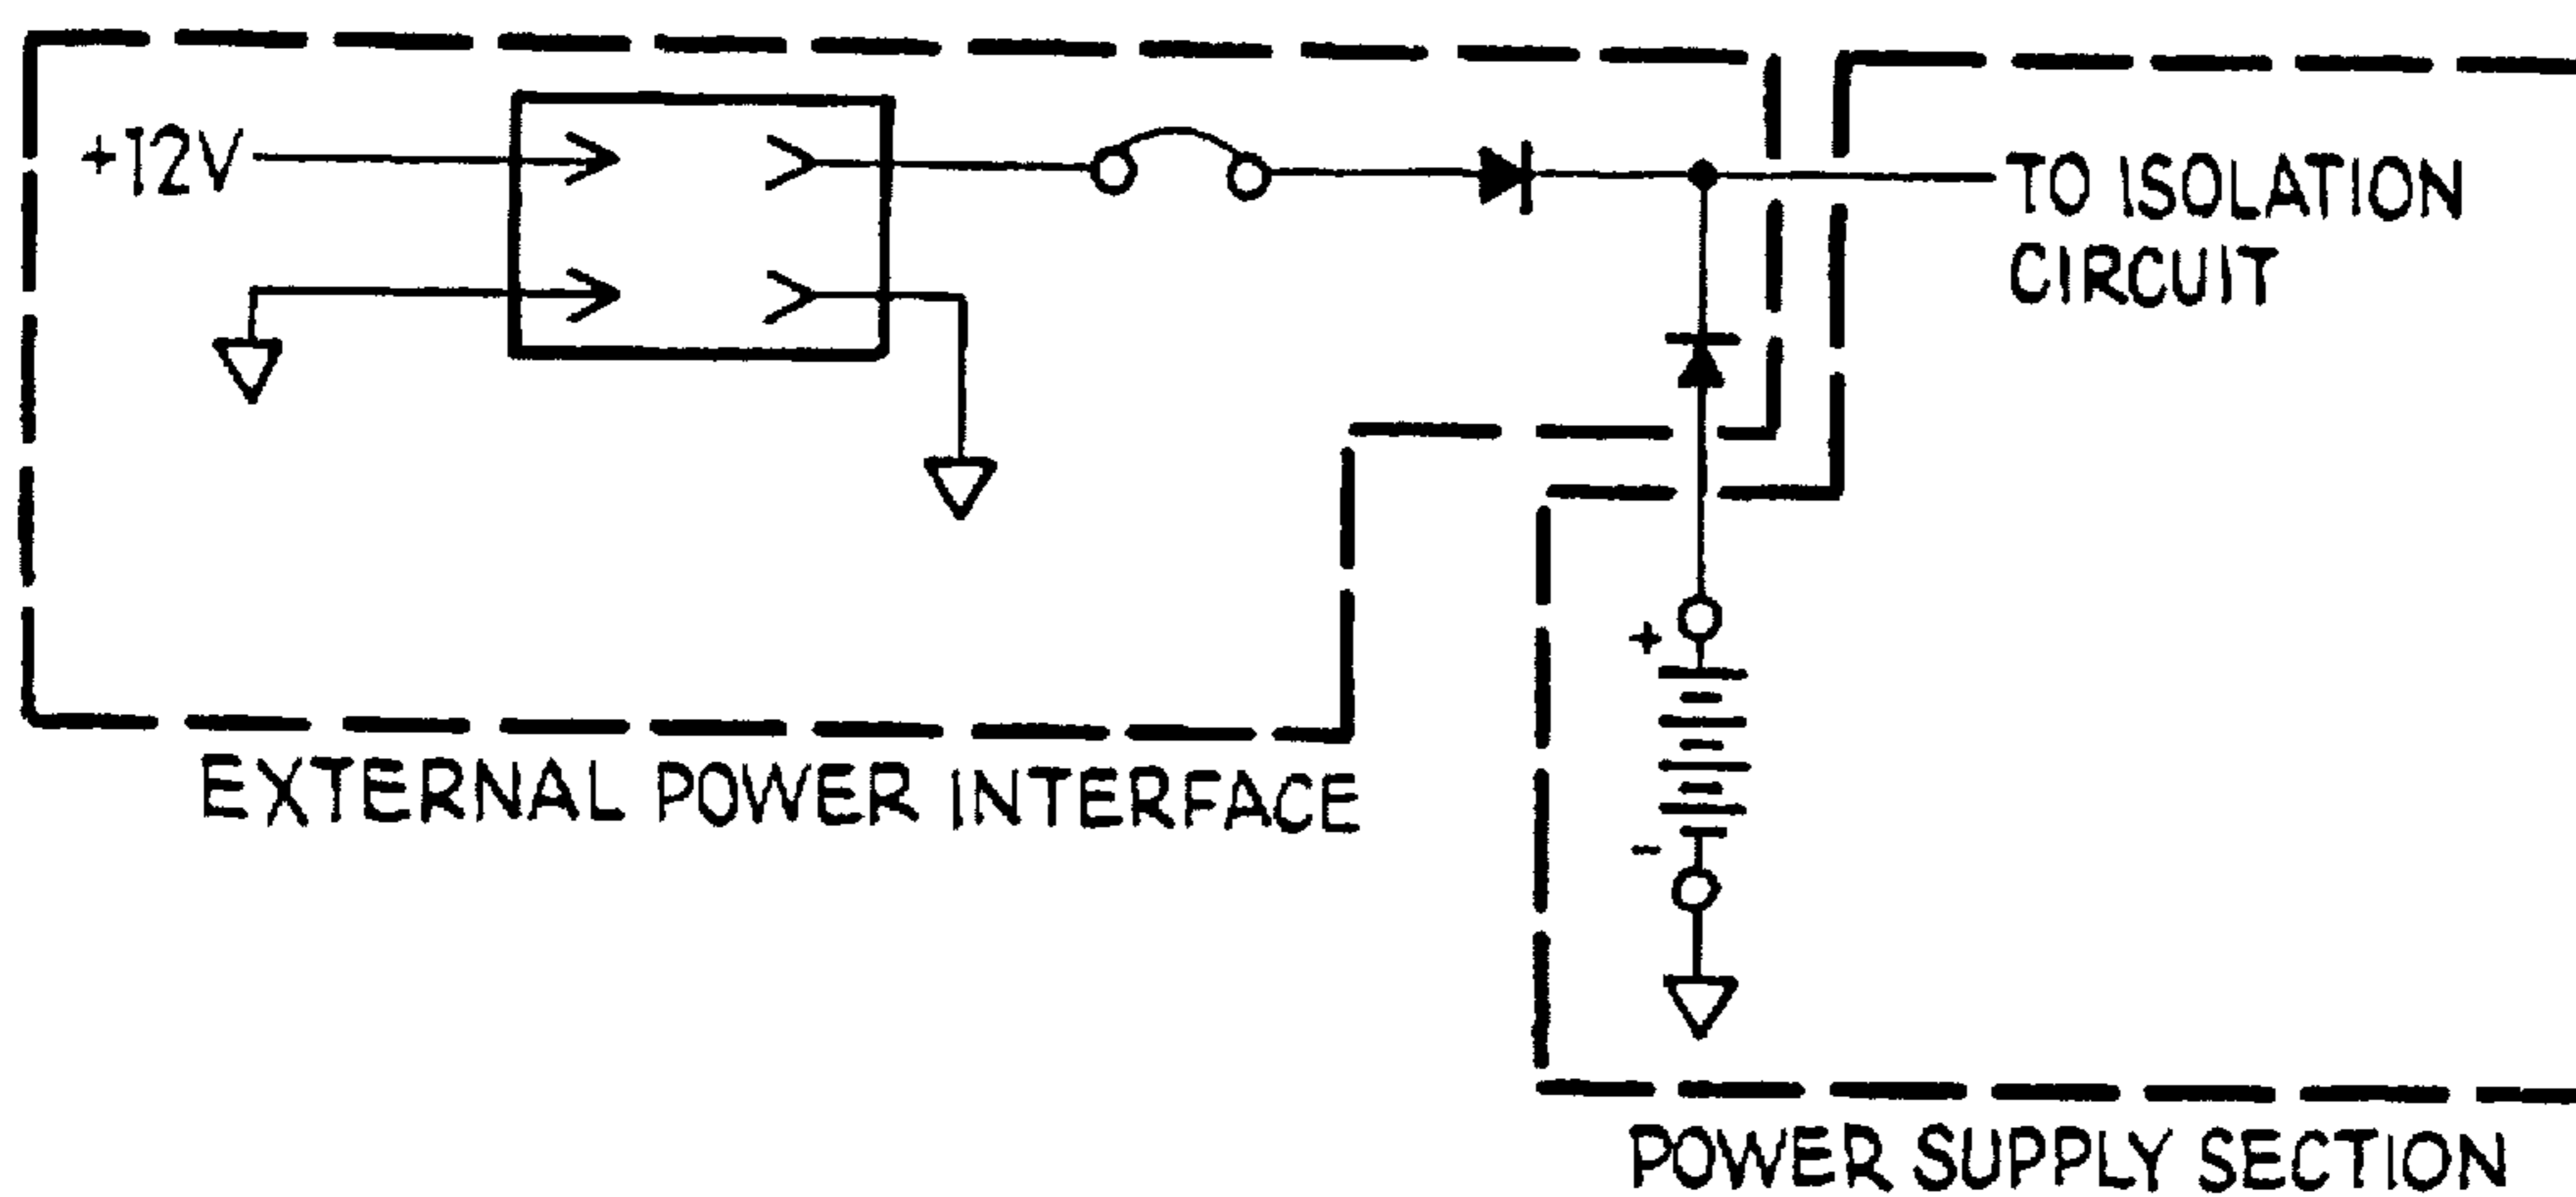 +12V
TO ISOLATION
CIRCUIT
+
-
EXTERNAL POWER INTERFACE
POWER SUPPLY SECTION